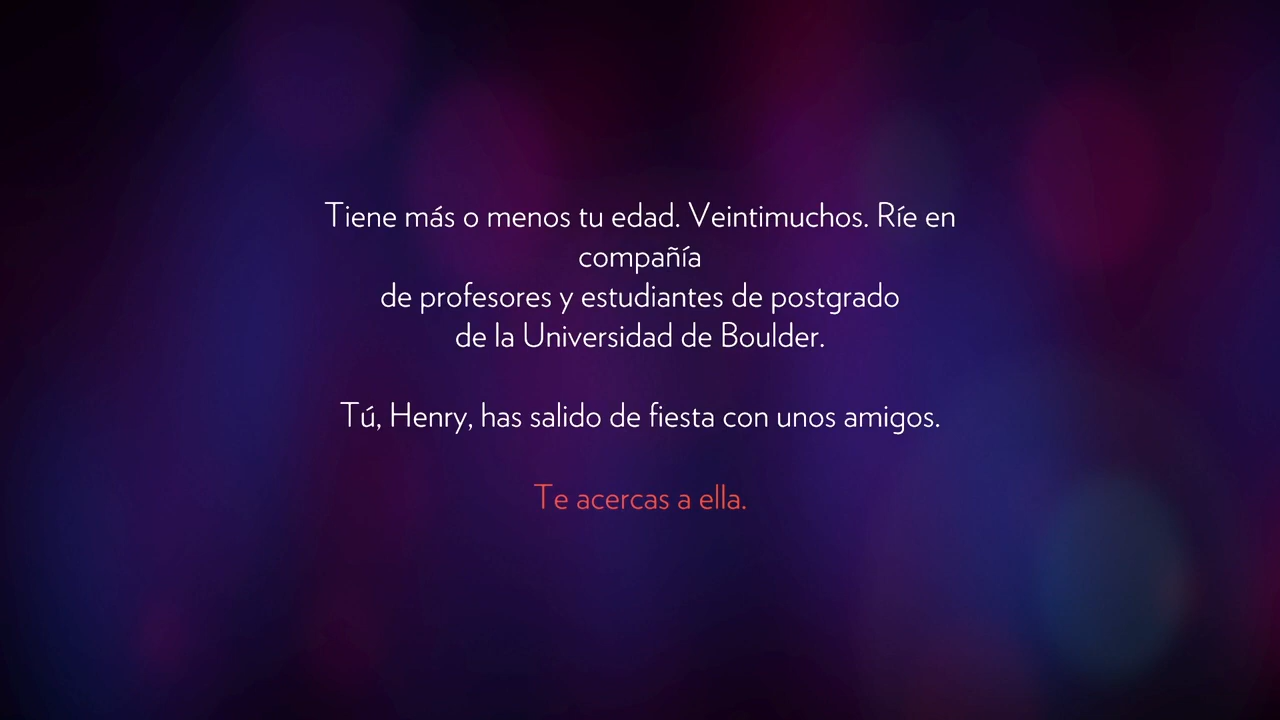 Tiene más o menos tu edad. Veintimuchos. Ríe en
compañía
de profesores y estudiantes de postgrado
de la Universidad de Boulder.
Tú, Henry, has salido de fiesta con unos amigos.
Te acercas a ella.